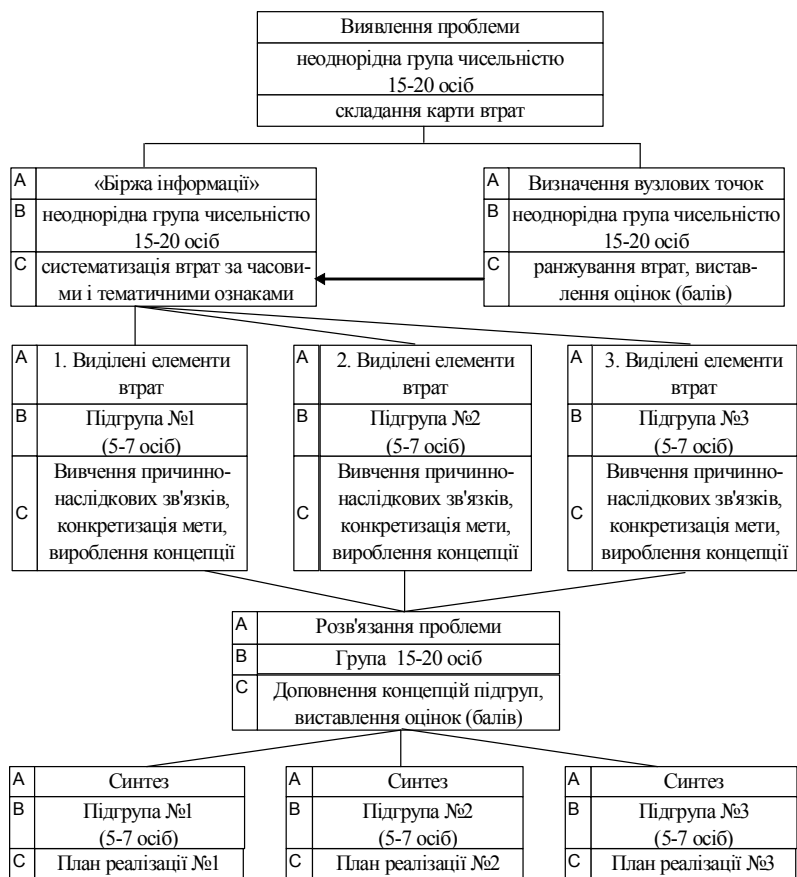 Виявлення проблеми
неоднорідна група чисельністю
15-20 осіб
складання карти втрат
A
«Біржа інформації»
B
неоднорідна група чисельністю
15-20 осіб
C
систематизація втрат за часови-
ми і тематичними ознаками
A
Визначення вузлових точок
B
неоднорідна група чисельністю
15-20 осіб
C
ранжування втрат, вистав-
лення оцінок (балів)
A
1. Виділені елементи
втрат
B
Підгрупа №1
(5-7 осіб)
C
Вивчення причинно-
наслідкових зв'язків,
конкретизація мети,
вироблення концепції
A
2. Виділені елементи
втрат
B
Підгрупа №2
(5-7 осіб)
C
Вивчення причинно-
наслідкових зв'язків,
конкретизація мети,
вироблення концепції
A
3. Виділені елементи
втрат
B
Підгрупа №3
(5-7 осіб)
C
Вивчення причинно-
наслідкових зв'язків,
конкретизація мети,
вироблення концепції
A
Розв'язання проблеми
B
Група 15-20 осіб
C
Доповнення концепцій підгруп,
виставлення оцінок (балів)
A
Синтез
B
Підгрупа №1
(5-7 осіб)
C
План реалізації №1
A
Синтез
B
Підгрупа №2
(5-7 осіб)
C
План реалізації №2
A
Синтез
B
Підгрупа №3
(5-7 осіб)
C
План реалізації №3